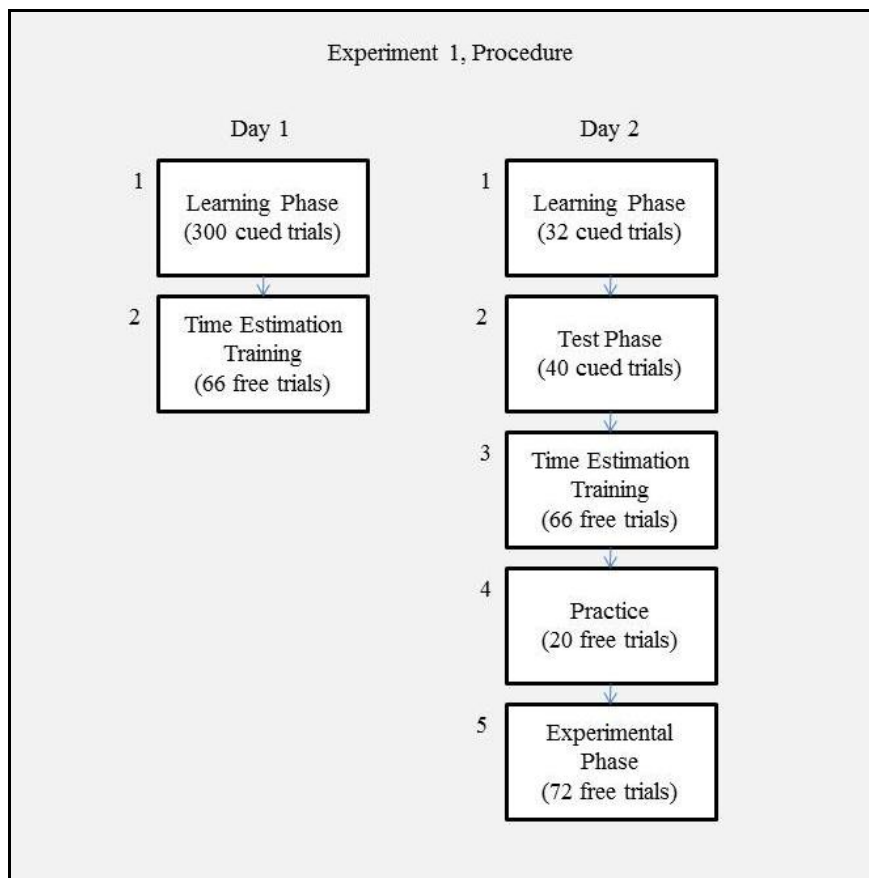 Experiment 1, Procedure
Day 1
1
Learning Phase
(300 cued trials)
2
Time Estimation
Training
(66 free trials)
Day 2
1
Learning Phase
(32 cued trials)
2
Test Phase
(40 cued trials)
3
Time Estimation
Training
(66 free trials)
4
Practice
(20 free trials)
5
Experimental
Phase
(72 free trials)